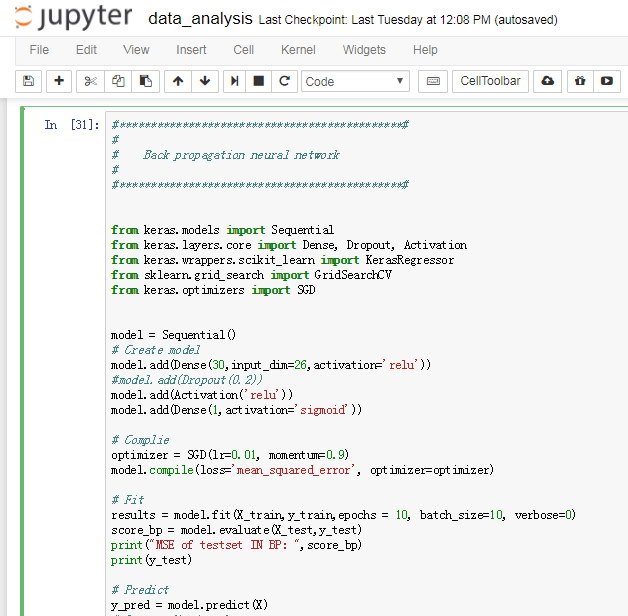 jupyter data_analysis Last Checkpoint: Last Tuesday at 12:08 PM (autosaved)
File Edit View Insert Cell Kernel Widgets Help
Code CellToolbar
In [31]: #*********************************************#
#
# Back propagation neural network
#
#*********************************************#
from keras.models import Sequential
from keras.layers.core import Dense, Dropout, Activation
from keras.wrappers.scikit_learn import KerasRegressor
from sklearn.grid_search import GridSearchCV
from keras.optimizers import SGD
model = Sequential()
# Create model
model.add(Dense(30,input_dim=26,activation='relu'))
#model.add(Dropout(0.2))
model.add(Activation('relu'))
model.add(Dense(1,activation='sigmoid'))
# Complie
optimizer = SGD(lr=0.01, momentum=0.9)
model.compile(loss='mean_squared_error', optimizer=optimizer)
# Fit
results = model.fit(X_train,y_train,epochs = 10, batch_size=10, verbose=0)
score_bp = model.evaluate(X_test,y_test)
print("MSE of testset IN BP: ",score_bp)
print(y_test)
# Predict
y_pred = model.predict(X)